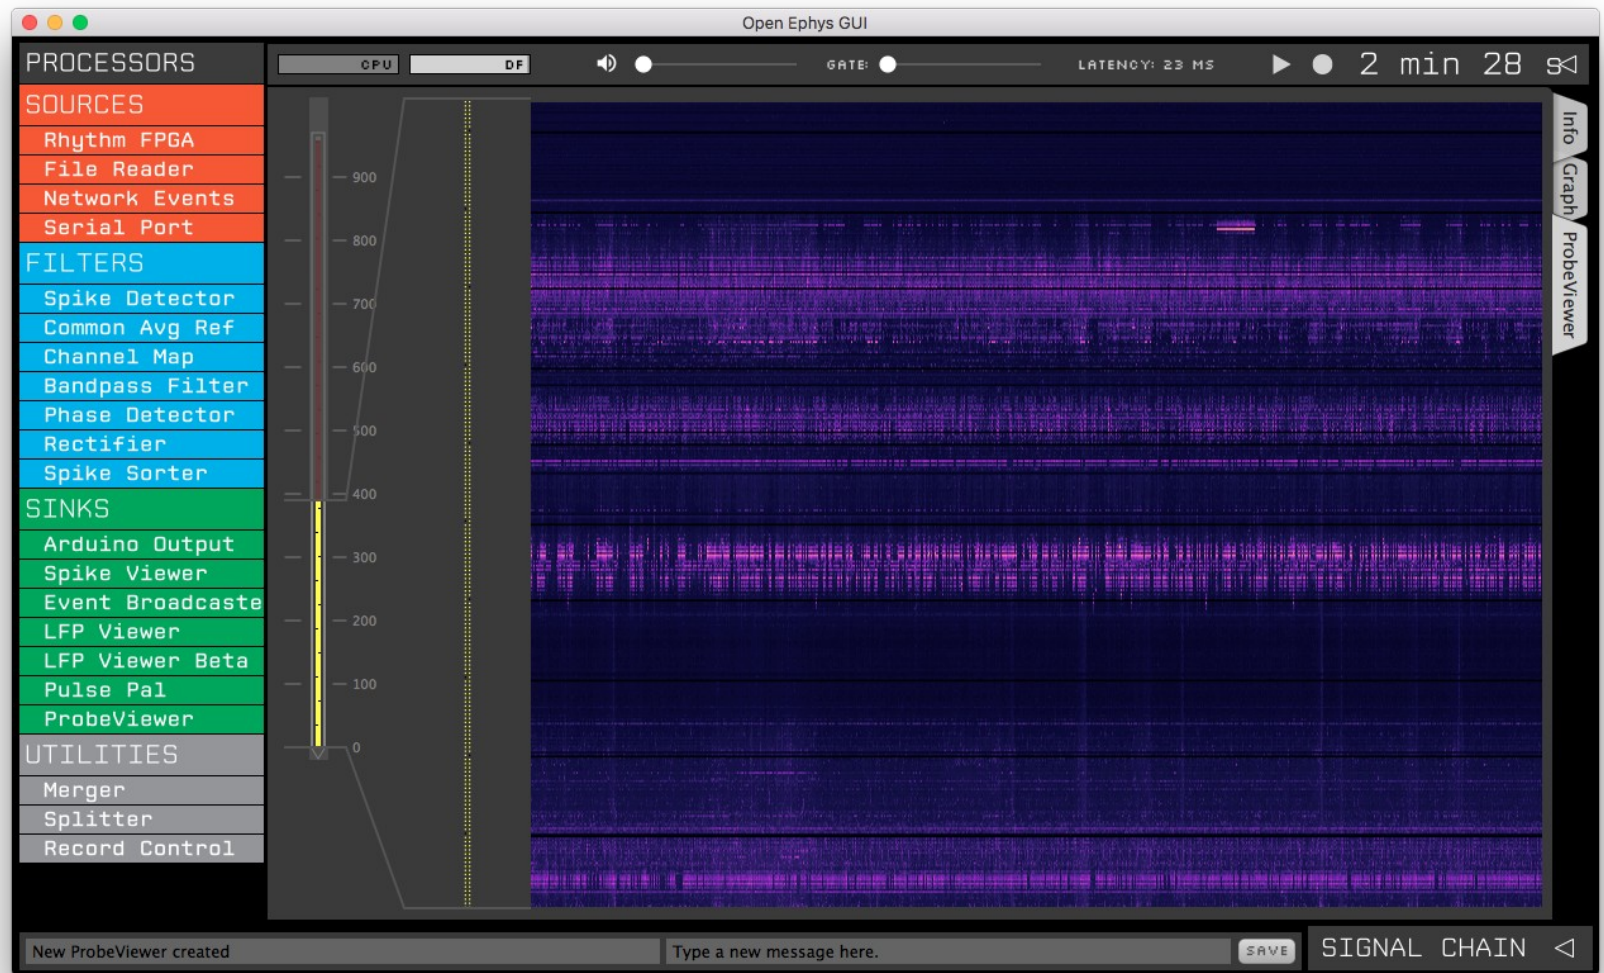 Open Ephys GUI
PROCESSORS
CPU DF GATE: LATENCY: 23 MS 2 min 28 s
SOURCES
Rhythm FPGA
File Reader
Network Events
Serial Port
FILTERS
Spike Detector
Common Avg Ref
Channel Map
Bandpass Filter
Phase Detector
Rectifier
Spike Sorter
SINKS
Arduino Output
Spike Viewer
Event Broadcaste
LFP Viewer
LFP Viewer Beta
Pulse Pal
ProbeViewer
UTILITIES
Merger
Splitter
Record Control
900
800
700
600
500
400
300
200
100
0
Info
Graph
ProbeViewer
New ProbeViewer created
Type a new message here.
SAVE
SIGNAL CHAIN